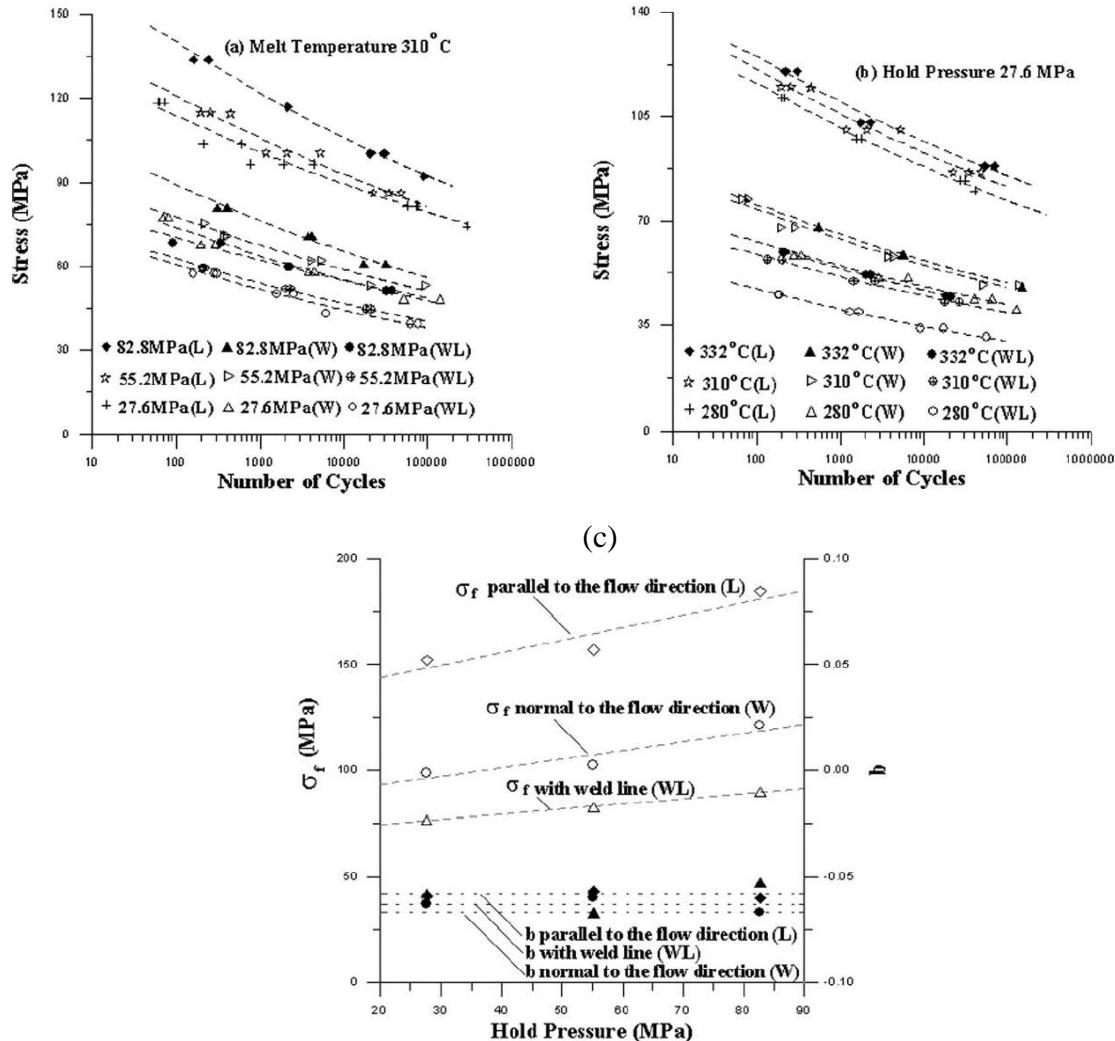 (a) Melt Temperature 310°C
150
120
90
60
30
0
Stress (MPa)
82.8MPa(L) 82.8MPa(W) 82.8MPa(WL)
55.2MPa(L) 55.2MPa(W) 55.2MPa(WL)
27.6MPa(L) 27.6MPa(W) 27.6MPa(WL)
10 100 1000 10000 100000 1000000
Number of Cycles
(b) Hold Pressure 27.6 MPa
140
105
70
35
0
Stress (MPa)
332°C(L) 332°C(W) 332°C(WL)
310°C(L) 310°C(W) 310°C(WL)
280°C(L) 280°C(W) 280°C(WL)
10 100 1000 10000 100000 1000000
Number of Cycles
(c)
200
150
100
50
0
σf (MPa)
σf parallel to the flow direction (L)
σf normal to the flow direction (W)
σf with weld line (WL)
b parallel to the flow direction (L)
b with weld line (WL)
b normal to the flow direction (W)
0.10
0.05
0.00
-0.05
-0.10
b
20 30 40 50 60 70 80 90
Hold Pressure (MPa)